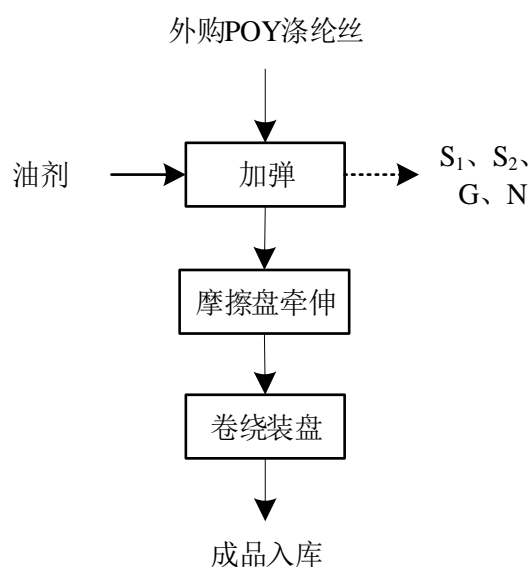 外购POY涤纶丝
油剂
加弹
S₁、S₂、
G、N
摩擦盘牵伸
卷绕装盘
成品入库